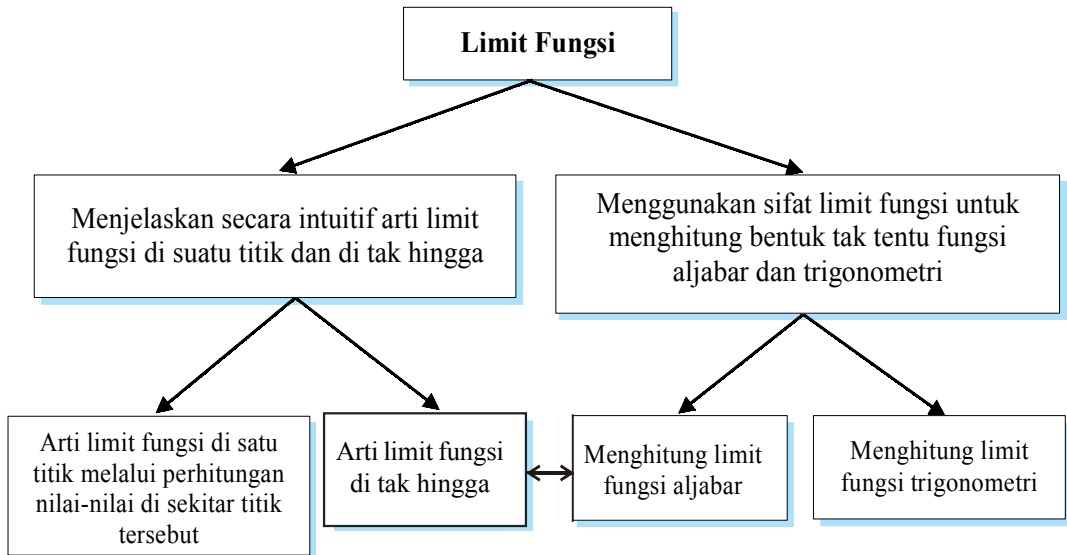 Limit Fungsi
Menjelaskan secara intuitif arti limit
fungsi di suatu titik dan di tak hingga
Menggunakan sifat limit fungsi untuk
menghitung bentuk tak tentu fungsi
aljabar dan trigonometri
Arti limit fungsi di satu
titik melalui perhitungan
nilai-nilai di sekitar titik
tersebut
Arti limit fungsi
di tak hingga
Menghitung limit
fungsi aljabar
Menghitung limit
fungsi trigonometri